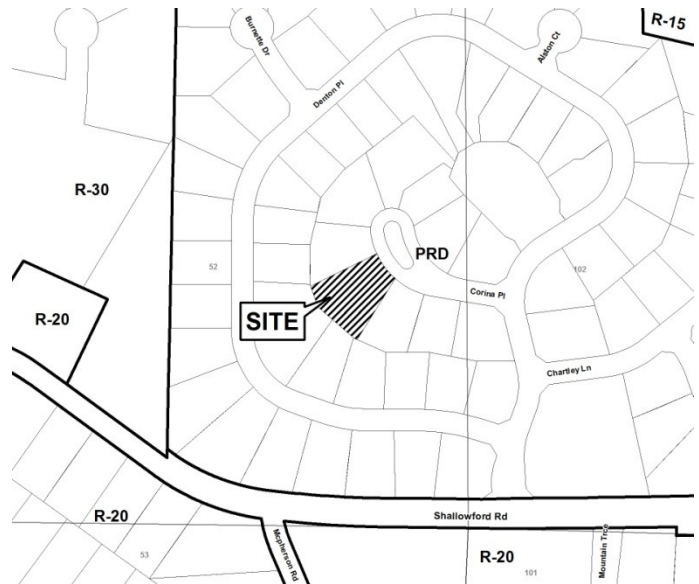 R-15
Burnette Dr
Alston Ct
Denton Pl
R-30
PRD
52
102
Corina Pl
R-20
SITE
Chartley Ln
Shallowford Rd
R-20
Mcpherson Rd
53
R-20
101
Mountain Trce